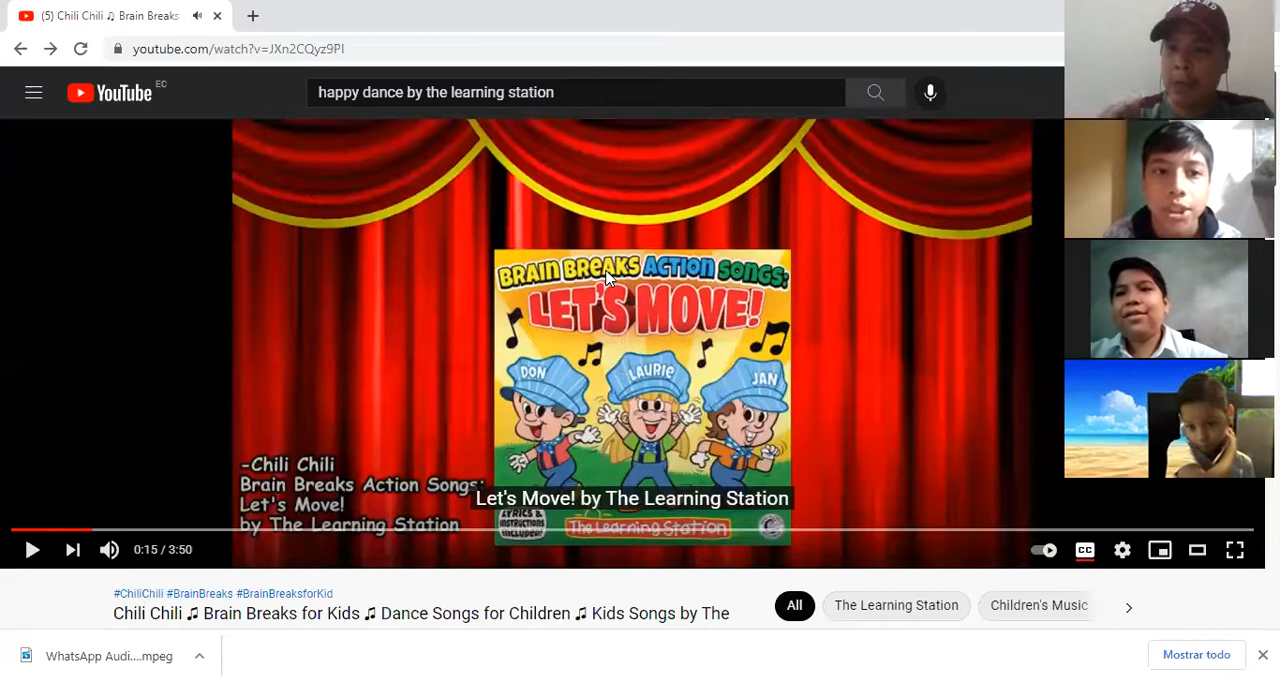 (5) Chili Chili ♫ Brain Breaks
youtube.com/watch?v=JXn2CQyz9PI
YouTube EC
happy dance by the learning station
BRAIN BREAKS ACTION SONGS:
LET'S MOVE!
DON
LAURIE
JAN
-Chili Chili
Brain Breaks Action Songs:
Let's Move!
by The Learning Station
Let's Move! by The Learning Station
LYRICS &
INSTRUCTIONS
INCLUDED!
The Learning Station
0:15 / 3:50
CC
#ChiliChili #BrainBreaks #BrainBreaksforKid
Chili Chili ♫ Brain Breaks for Kids ♫ Dance Songs for Children ♫ Kids Songs by The
All
The Learning Station
Children's Music
WhatsApp Audi....mpeg
Mostrar todo